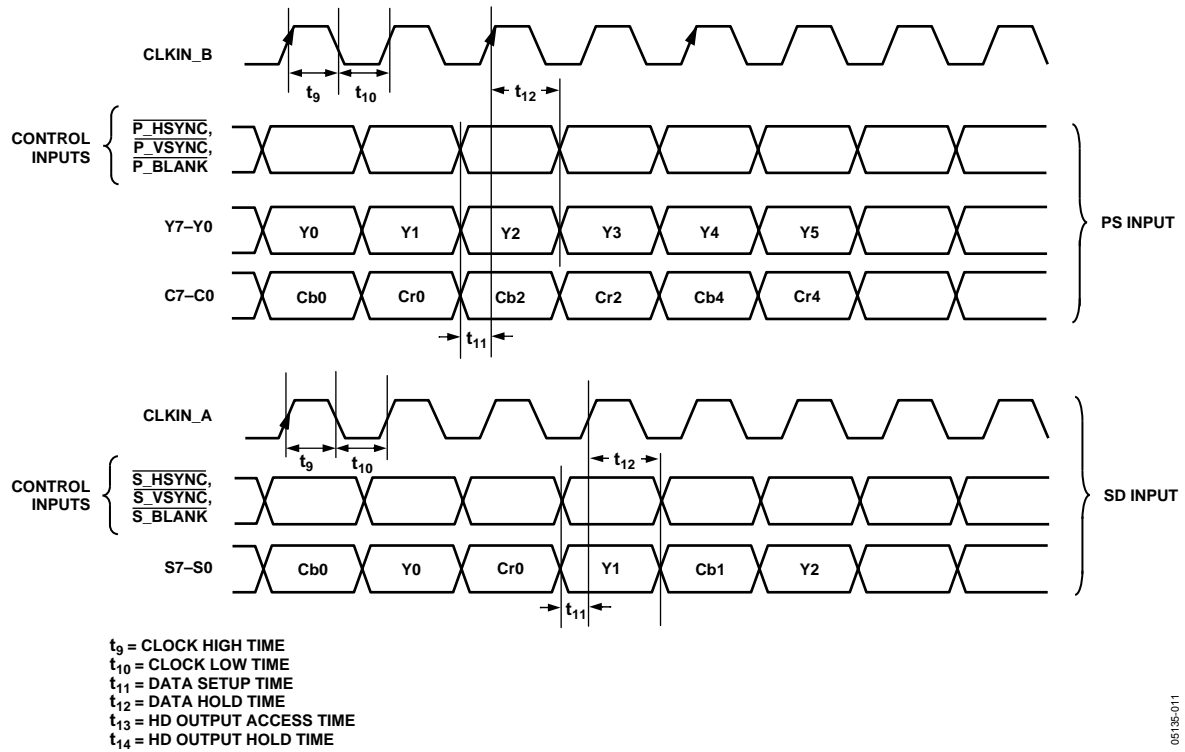 CLKIN_B
t9 t10 t12
CONTROL INPUTS
P_HSYNC,
P_VSYNC,
P_BLANK
Y7–Y0 Y0 Y1 Y2 Y3 Y4 Y5
PS INPUT
C7–C0 Cb0 Cr0 Cb2 Cr2 Cb4 Cr4
t11
CLKIN_A
t9 t10 t12
CONTROL INPUTS
S_HSYNC,
S_VSYNC,
S_BLANK
SD INPUT
S7–S0 Cb0 Y0 Cr0 Y1 Cb1 Y2
t11
t9 = CLOCK HIGH TIME
t10 = CLOCK LOW TIME
t11 = DATA SETUP TIME
t12 = DATA HOLD TIME
t13 = HD OUTPUT ACCESS TIME
t14 = HD OUTPUT HOLD TIME
05135-011